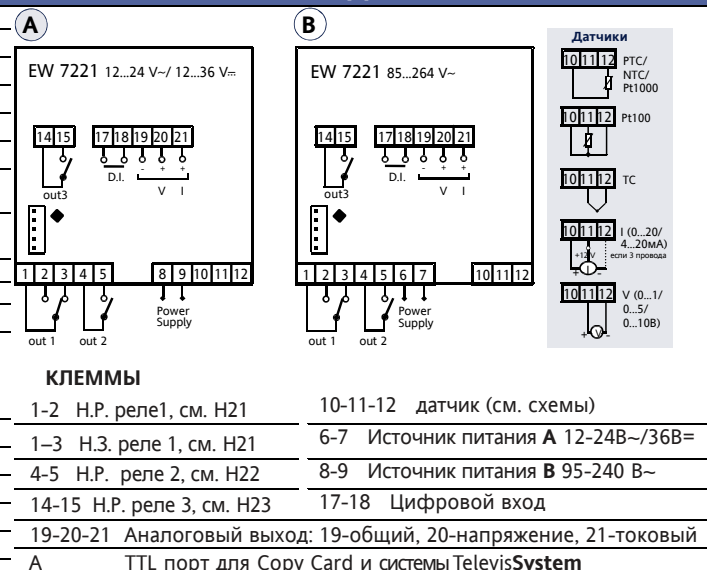 A
EW 7221 12...24 V~/ 12...36 V⎓
14 15 17 18 19 20 21
- + +
D.I.
out3
V I
1 2 3 4 5 8 9 10 11 12
Power
Supply
out 1 out 2
B
EW 7221 85...264 V~
14 15 17 18 19 20 21
- + +
D.I.
out3
V I
1 2 3 4 5 6 7 10 11 12
Power
Supply
out 1 out 2
Датчики
10 11 12 PTC/
NTC/
Pt1000
10 11 12 Pt100
10 11 12 TC
10 11 12 I (0...20/
4...20мА)
+12 V если 3 провода
+ I -
10 11 12 V (0...1/
0...5/
0...10В)
+ V -
КЛЕММЫ
1-2 Н.Р. реле1, см. H21
1–3 Н.З. реле 1, см. H21
4-5 Н.Р. реле 2, см. H22
14-15 Н.Р. реле 3, см. H23
10-11-12 датчик (см. схемы)
6-7 Источник питания А 12-24В~/36В=
8-9 Источник питания В 95-240 В~
17-18 Цифровой вход
19-20-21 Аналоговый выход: 19-общий, 20-напряжение, 21-токовый
A TTL порт для Copy Card и системы TelevisSystem